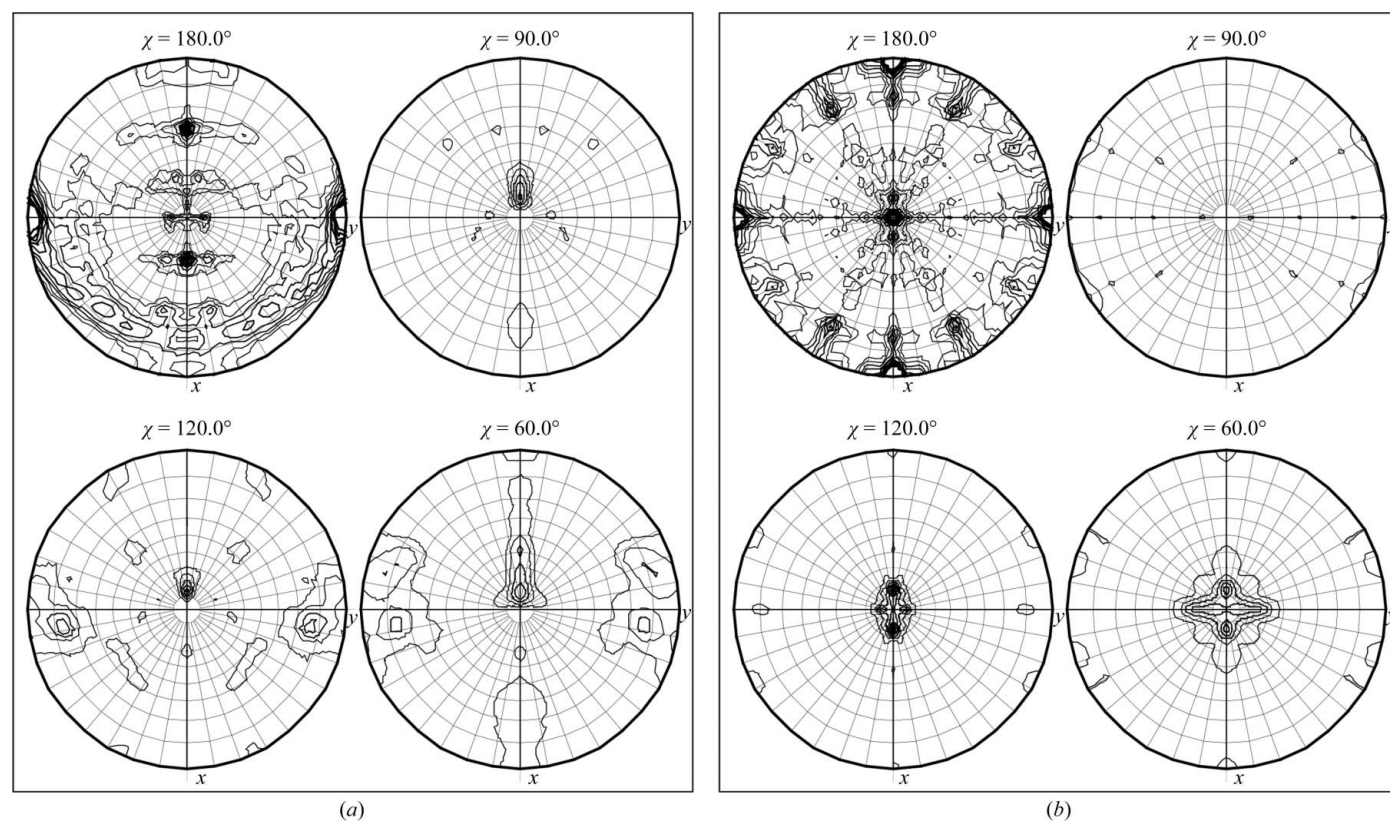 χ = 180.0° χ = 90.0° χ = 180.0° χ = 90.0°
y y y y
x x x x
χ = 120.0° χ = 60.0° χ = 120.0° χ = 60.0°
y y y y
x x x x
(a) (b)